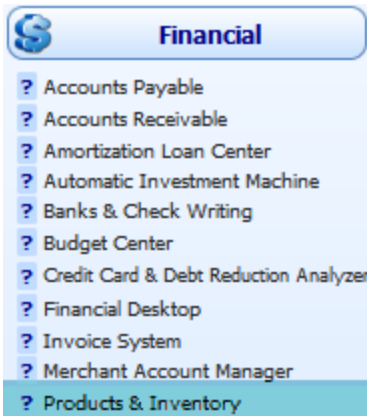 Financial
? Accounts Payable
? Accounts Receivable
? Amortization Loan Center
? Automatic Investment Machine
? Banks & Check Writing
? Budget Center
? Credit Card & Debt Reduction Analyzer
? Financial Desktop
? Invoice System
? Merchant Account Manager
? Products & Inventory